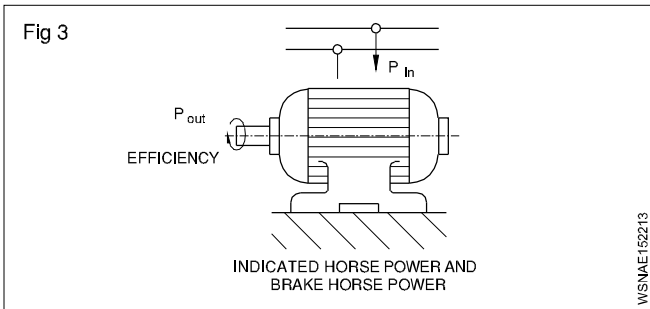 Fig 3
P In
P out
EFFICIENCY
INDICATED HORSE POWER AND
BRAKE HORSE POWER
WSNAE152213